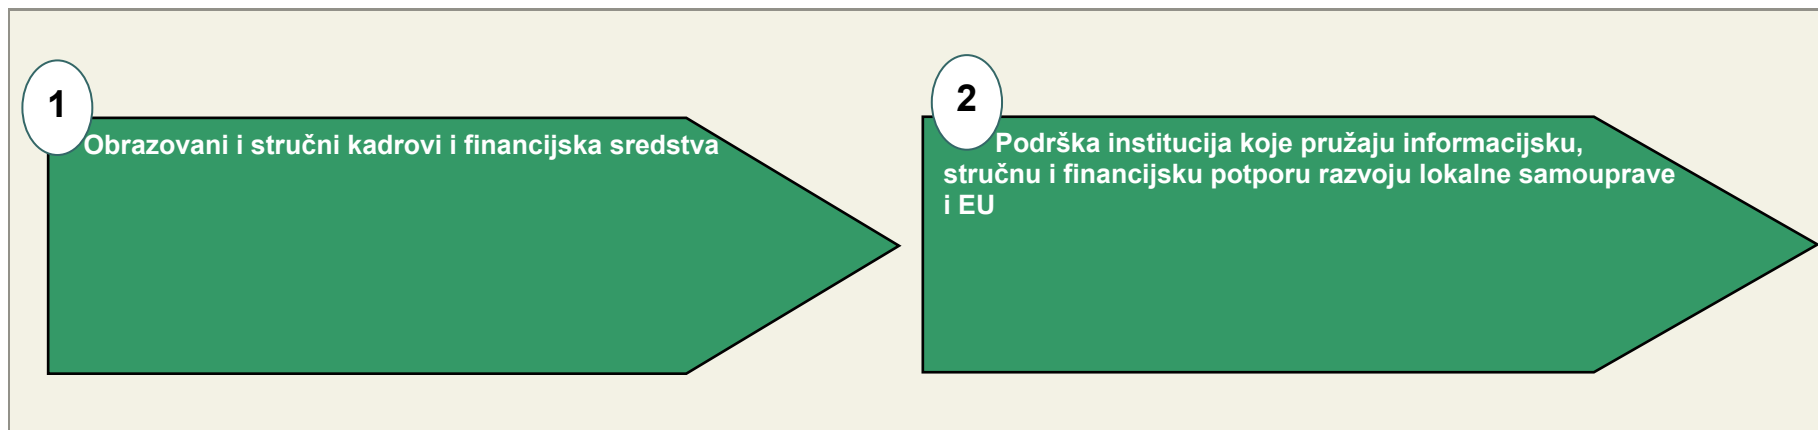 1
Obrazovani i stručni kadrovi i financijska sredstva
2
Podrška institucija koje pružaju informacijsku,
stručnu i financijsku potporu razvoju lokalne samouprave
i EU